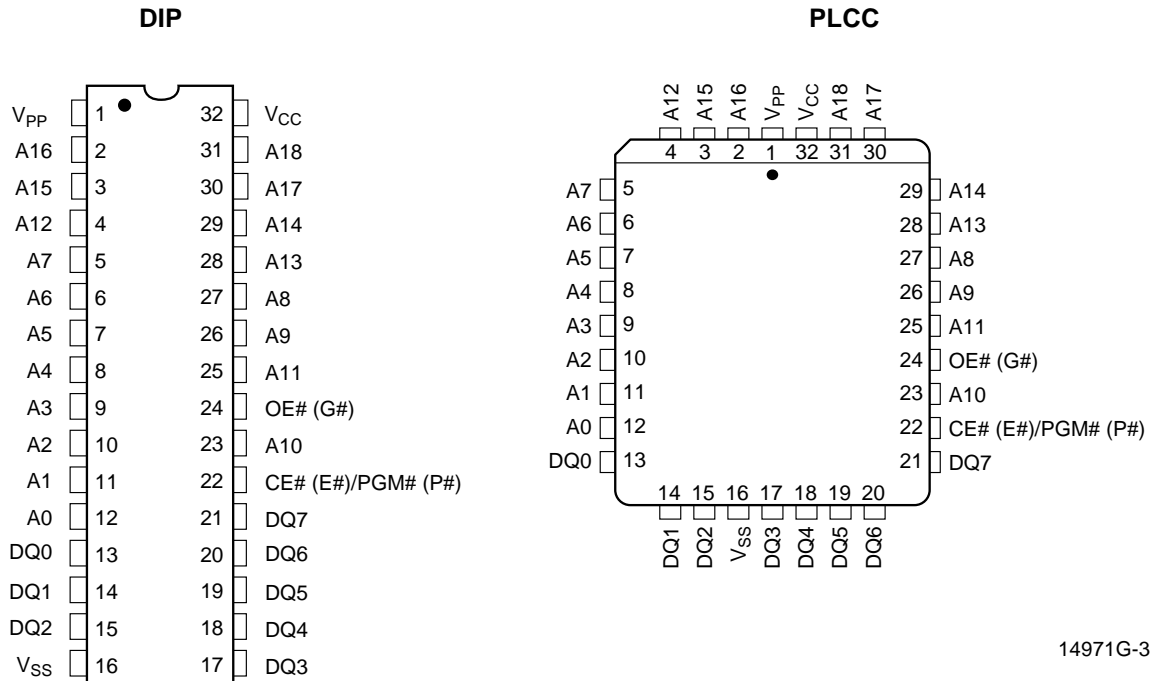 DIP
VPP 1 32 VCC
A16 2 31 A18
A15 3 30 A17
A12 4 29 A14
A7 5 28 A13
A6 6 27 A8
A5 7 26 A9
A4 8 25 A11
A3 9 24 OE# (G#)
A2 10 23 A10
A1 11 22 CE# (E#)/PGM# (P#)
A0 12 21 DQ7
DQ0 13 20 DQ6
DQ1 14 19 DQ5
DQ2 15 18 DQ4
VSS 16 17 DQ3
PLCC
A12 A15 A16 VPP VCC A18 A17
4 3 2 1 32 31 30
A7 5 29 A14
A6 6 28 A13
A5 7 27 A8
A4 8 26 A9
A3 9 25 A11
A2 10 24 OE# (G#)
A1 11 23 A10
A0 12 22 CE# (E#)/PGM# (P#)
DQ0 13 21 DQ7
14 15 16 17 18 19 20
DQ1 DQ2 VSS DQ3 DQ4 DQ5 DQ6
14971G-3